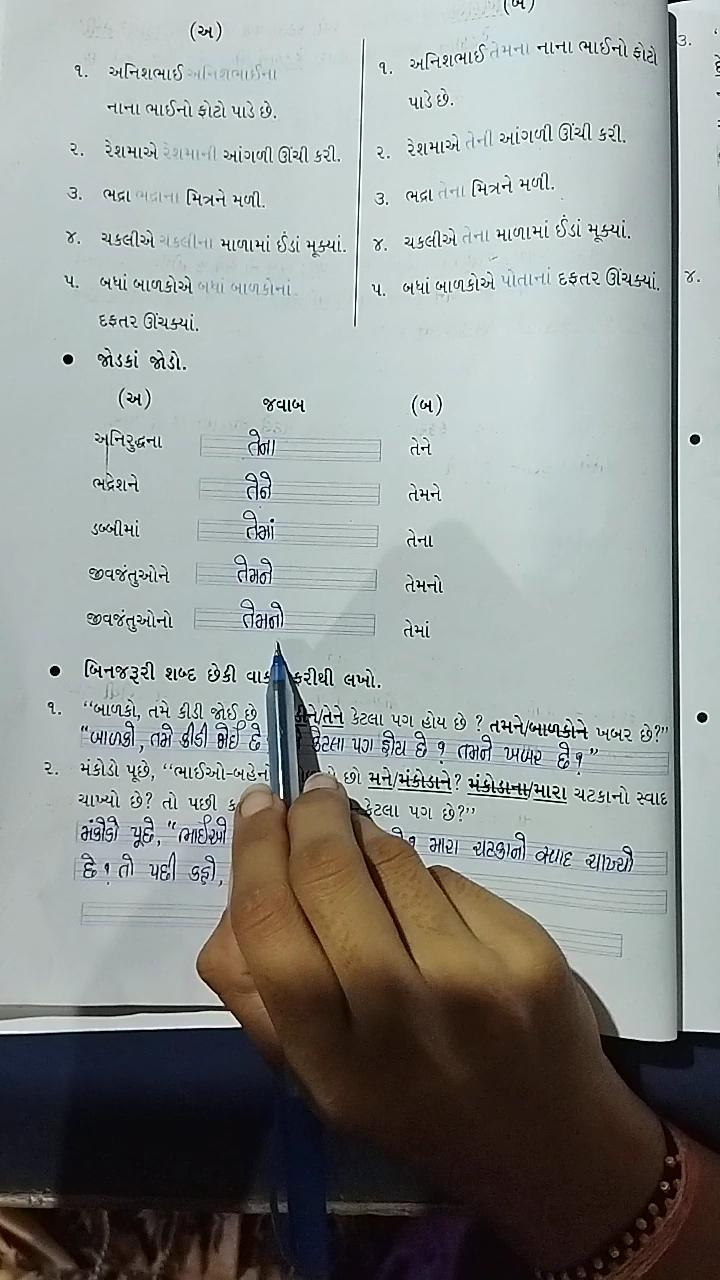 (અ)
(બ)
૧. અનિશભાઈ અનિશભાઈના
નાના ભાઈનો ફોટો પાડે છે.
૨. રેશમાએ રેશમાની આંગળી ઊંચી કરી.
૩. ભદ્રા ભદ્રાના મિત્રને મળી.
૪. ચકલીએ ચકલીના માળામાં ઈંડાં મૂક્યાં.
૫. બધાં બાળકોએ બધાં બાળકોનાં
દફતર ઊંચક્યાં.
૧. અનિશભાઈ તેમના નાના ભાઈનો ફોટો
પાડે છે.
૨. રેશમાએ તેની આંગળી ઊંચી કરી.
૩. ભદ્રા તેના મિત્રને મળી.
૪. ચકલીએ તેના માળામાં ઈંડાં મૂક્યાં.
૫. બધાં બાળકોએ પોતાનાં દફતર ઊંચક્યાં.
૩.
૪.
• જોડકાં જોડો.
(અ) જવાબ (બ)
અનિરુદ્ધના તેના તેને
ભદ્રેશને તેને તેમને
ડબ્બીમાં તેમાં તેના
જીવજંતુઓને તેમને તેમનો
જીવજંતુઓનો તેમનો તેમાં
• બિનજરૂરી શબ્દ છેકી ફરીથી લખો.
૧. “બાળકો, તમે કીડી જોઈ છે /તેને કેટલા પગ હોય છે ? તમને/બાળકોને ખબર છે?”
“બાળકો, તમે કીડી જોઈ છે કેટલા પગ હોય છે ? તમને ખબર છે ?”
૨. મંકોડો પૂછે, “ભાઈઓ-બહેનો છો મને/મંકોડાને? મંકોડાના/મારા ચટકાનો સ્વાદ
ચાખ્યો છે? તો પછી કેટલા પગ છે?”
મંકોડો પૂછે, “ભાઈઓ મારા ચટકાનો સ્વાદ ચાખ્યો
છે ? તો પછી કહો,